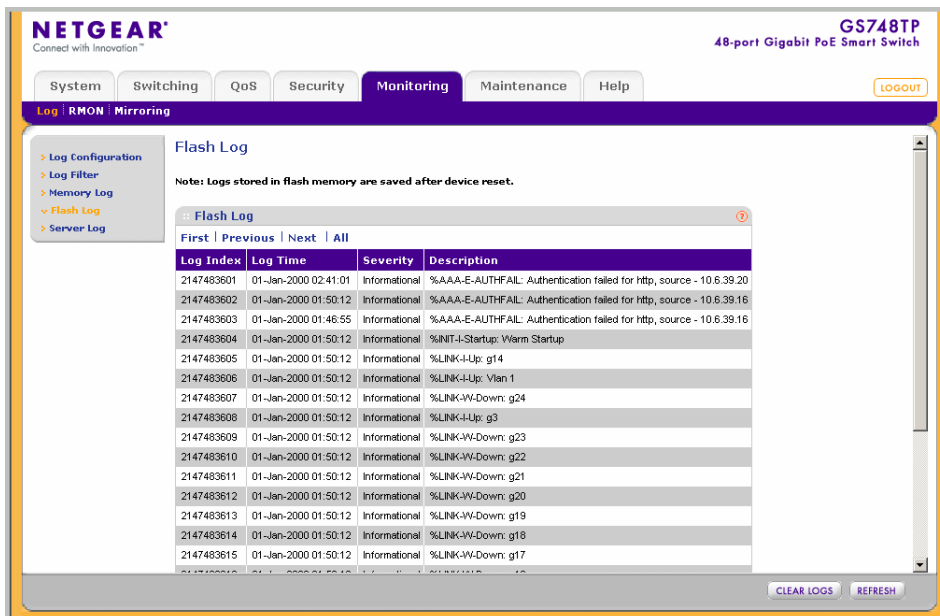 NETGEAR®
Connect with Innovation™
GS748TP
48-port Gigabit PoE Smart Switch
System Switching QoS Security Monitoring Maintenance Help LOGOUT
Log RMON Mirroring
Log Configuration
Log Filter
Memory Log
Flash Log
Server Log
Flash Log
Note: Logs stored in flash memory are saved after device reset.
Flash Log ?
First | Previous | Next | All
Log Index Log Time Severity Description
2147483601 01-Jan-2000 02:41:01 Informational %AAA-E-AUTHFAIL: Authentication failed for http, source - 10.6.39.20
2147483602 01-Jan-2000 01:50:12 Informational %AAA-E-AUTHFAIL: Authentication failed for http, source - 10.6.39.16
2147483603 01-Jan-2000 01:46:55 Informational %AAA-E-AUTHFAIL: Authentication failed for http, source - 10.6.39.16
2147483604 01-Jan-2000 01:50:12 Informational %INIT-I-Startup: Warm Startup
2147483605 01-Jan-2000 01:50:12 Informational %LINK-I-Up: g14
2147483606 01-Jan-2000 01:50:12 Informational %LINK-I-Up: Vlan 1
2147483607 01-Jan-2000 01:50:12 Informational %LINK-W-Down: g24
2147483608 01-Jan-2000 01:50:12 Informational %LINK-I-Up: g3
2147483609 01-Jan-2000 01:50:12 Informational %LINK-W-Down: g23
2147483610 01-Jan-2000 01:50:12 Informational %LINK-W-Down: g22
2147483611 01-Jan-2000 01:50:12 Informational %LINK-W-Down: g21
2147483612 01-Jan-2000 01:50:12 Informational %LINK-W-Down: g20
2147483613 01-Jan-2000 01:50:12 Informational %LINK-W-Down: g19
2147483614 01-Jan-2000 01:50:12 Informational %LINK-W-Down: g18
2147483615 01-Jan-2000 01:50:12 Informational %LINK-W-Down: g17
CLEAR LOGS REFRESH